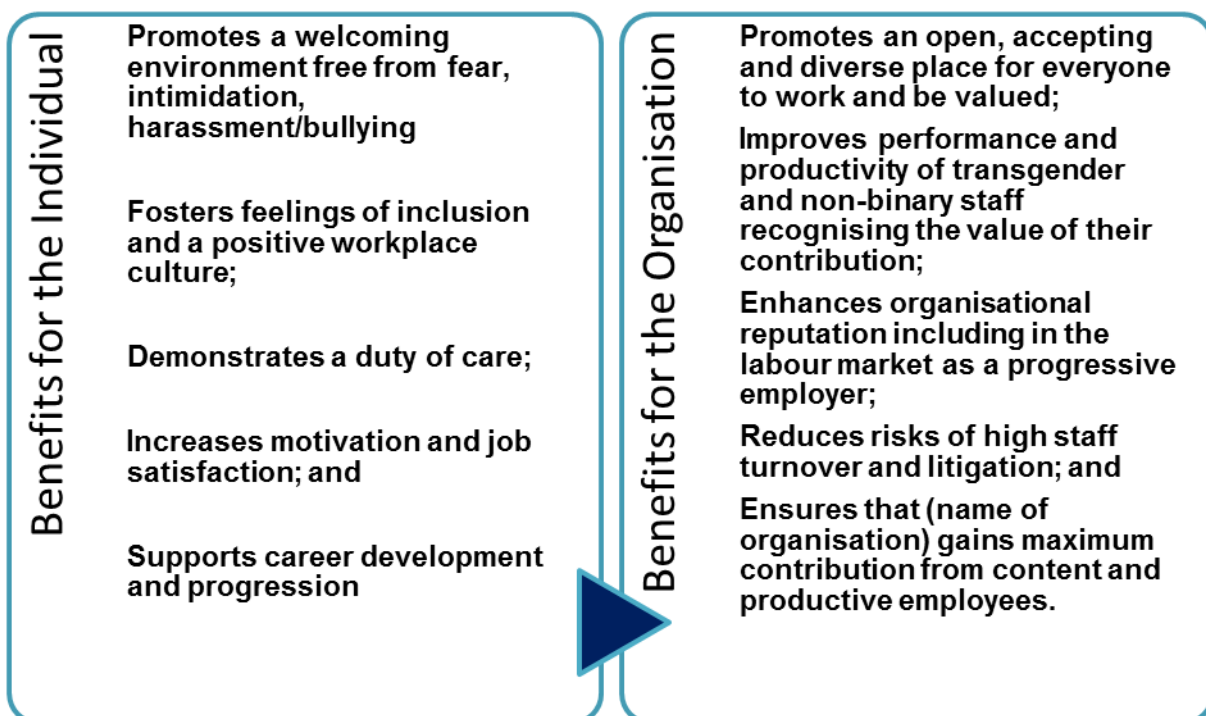 Benefits for the Individual
Promotes a welcoming
environment free from fear,
intimidation,
harassment/bullying
Fosters feelings of inclusion
and a positive workplace
culture;
Demonstrates a duty of care;
Increases motivation and job
satisfaction; and
Supports career development
and progression
Benefits for the Organisation
Promotes an open, accepting
and diverse place for everyone
to work and be valued;
Improves performance and
productivity of transgender
and non-binary staff
recognising the value of their
contribution;
Enhances organisational
reputation including in the
labour market as a progressive
employer;
Reduces risks of high staff
turnover and litigation; and
Ensures that (name of
organisation) gains maximum
contribution from content and
productive employees.